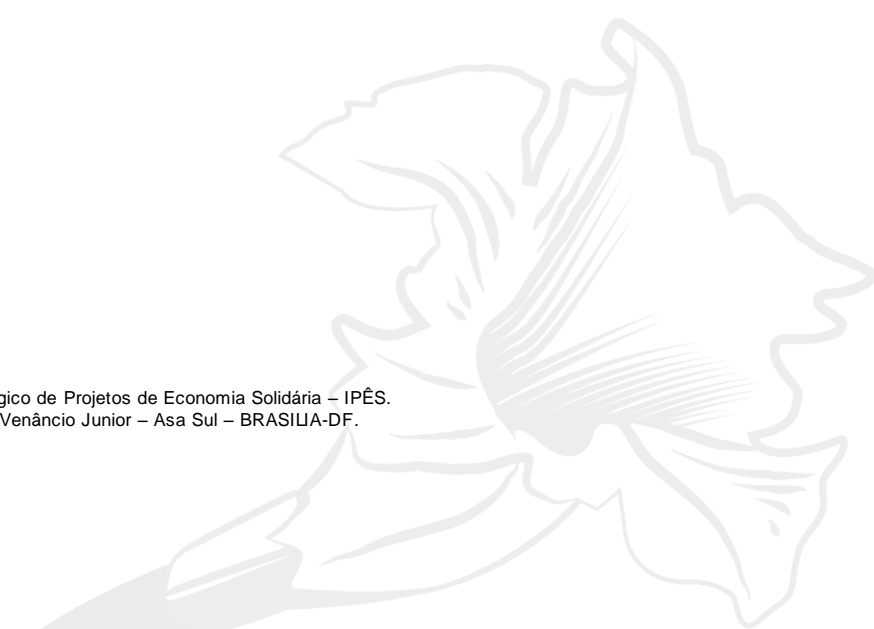 gico de Projetos de Economia Solidária – IPÊS.
Venâncio Junior – Asa Sul – BRASILIA-DF.